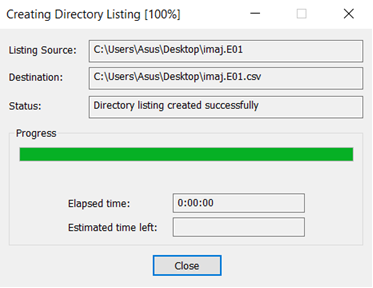 Creating Directory Listing [100%]
Listing Source: C:\Users\Asus\Desktop\imaj.E01
Destination: C:\Users\Asus\Desktop\imaj.E01.csv
Status: Directory listing created successfully
Progress
Elapsed time: 0:00:00
Estimated time left:
Close